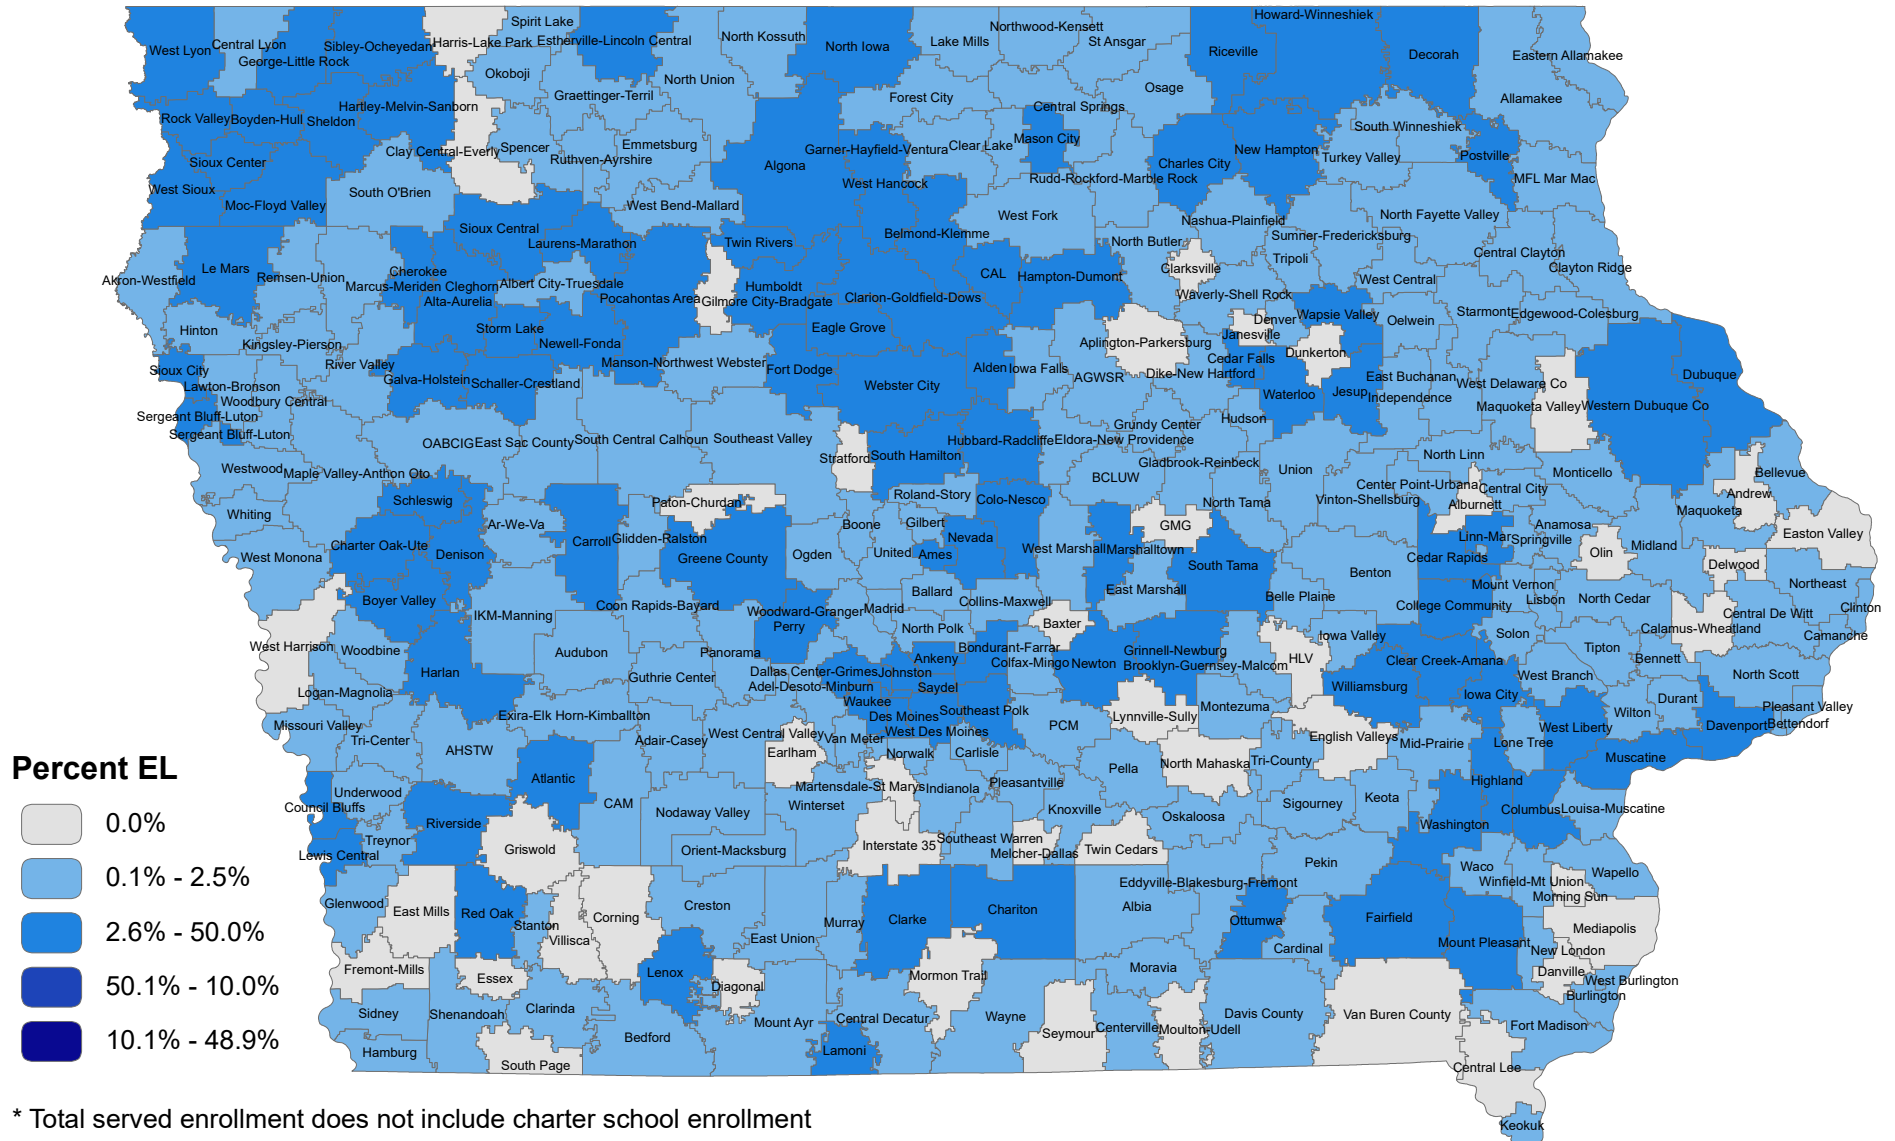 Spirit Lake
Howard-Winneshiek
Northwood-Kensett
North Kossuth
Harris-Lake Park
Estherville-Lincoln Central
Lake Mills
St Ansgar
West Lyon
Central Lyon
Sibley-Ocheyedan
North Iowa
Riceville
Decorah
Eastern Allamakee
George-Little Rock
Okoboji
North Union
Graettinger-Terril
Forest City
Osage
Allamakee
Hartley-Melvin-Sanborn
Central Springs
Rock Valley
Boyden-Hull
Sheldon
South Winneshiek
Mason City
Clay Central-Everly
Spencer
Emmetsburg
Garner-Hayfield-Ventura
Clear Lake
New Hampton
Ruthven-Ayrshire
Turkey Valley
Postville
Sioux Center
Algona
Charles City
West Sioux
South O'Brien
West Hancock
Rudd-Rockford-Marble Rock
MFL Mar Mac
Moc-Floyd Valley
West Bend-Mallard
West Fork
North Fayette Valley
Nashua-Plainfield
Sioux Central
Belmond-Klemme
Sumner-Fredericksburg
Laurens-Marathon
Twin Rivers
North Butler
Central Clayton
Tripoli
Clarksville
Clayton Ridge
Le Mars
Cherokee
CAL
Hampton-Dumont
Akron-Westfield
Remsen-Union
Marcus-Meriden Cleghorn
Albert City-Truesdale
Humboldt
West Central
Alta-Aurelia
Pocahontas Area
Gilmore City-Bradgate
Clarion-Goldfield-Dows
Waverly-Shell Rock
Starmont
Edgewood-Colesburg
Wapsie Valley
Denver
Oelwein
Hinton
Storm Lake
Eagle Grove
Janesville
Kingsley-Pierson
Newell-Fonda
Aplington-Parkersburg
Dunkerton
Cedar Falls
River Valley
Manson-Northwest Webster
Fort Dodge
Alden
Iowa Falls
Sioux City
AGWSR
Dike-New Hartford
East Buchanan
Dubuque
Galva-Holstein
Schaller-Crestland
Webster City
West Delaware Co
Lawton-Bronson
Waterloo
Jesup
Independence
Woodbury Central
Maquoketa Valley
Western Dubuque Co
Sergeant Bluff-Luton
Hudson
Grundy Center
Sergeant Bluff-Luton
OABCIG
East Sac County
South Central Calhoun
Southeast Valley
Hubbard-Radcliffe
Eldora-New Providence
Stratford
South Hamilton
North Linn
Westwood
Maple Valley-Anthon Oto
Gladbrook-Reinbeck
Union
Monticello
Bellevue
BCLUW
Center Point-Urbana
Central City
Schleswig
Paton-Churdan
Roland-Story
Colo-Nesco
North Tama
Vinton-Shellsburg
Alburnett
Andrew
Whiting
Ar-We-Va
Boone
Gilbert
GMG
Anamosa
Maquoketa
Easton Valley
Charter Oak-Ute
Carroll
Glidden-Ralston
Nevada
Linn-Mar
Springville
West Monona
Denison
Greene County
Ogden
United
Ames
West Marshall
Marshalltown
Cedar Rapids
Olin
Midland
South Tama
Benton
Delwood
Boyer Valley
East Marshall
Mount Vernon
Northeast
Ballard
Collins-Maxwell
Belle Plaine
College Community
Lisbon
North Cedar
Clinton
IKM-Manning
Coon Rapids-Bayard
Woodward-Granger
Madrid
Central De Witt
Perry
North Polk
Baxter
Iowa Valley
Solon
Calamus-Wheatland
Camanche
West Harrison
Woodbine
Audubon
Panorama
Bondurant-Farrar
Grinnell-Newburg
HLV
Tipton
Ankeny
Colfax-Mingo
Newton
Brooklyn-Guernsey-Malcom
Clear Creek-Amana
Bennett
Harlan
Guthrie Center
Dallas Center-Grimes
Johnston
West Branch
North Scott
Logan-Magnolia
Adel-Desoto-Minburn
Saydel
Williamsburg
Iowa City
Durant
Waukee
Montezuma
Pleasant Valley
Missouri Valley
Exira-Elk Horn-Kimballton
Des Moines
Southeast Polk
Lynnville-Sully
Wilton
PCM
West Liberty
Davenport
Bettendorf
Tri-Center
Adair-Casey
West Central Valley
Van Meter
West Des Moines
English Valleys
Mid-Prairie
Lone Tree
AHSTW
Earlham
Norwalk
Carlisle
Tri-County
Muscatine
Percent EL
Pella
North Mahaska
Atlantic
Highland
Underwood
Martensdale-St Marys
Indianola
Pleasantville
CAM
Winterset
Sigourney
Keota
Council Bluffs
Nodaway Valley
Knoxville
Oskaloosa
Columbus
Louisa-Muscatine
0.0%
Riverside
Washington
Treynor
Southeast Warren
Lewis Central
Griswold
Orient-Macksburg
Interstate 35
Melcher-Dallas
Twin Cedars
Pekin
Waco
Wapello
0.1% - 2.5%
Eddyville-Blakesburg-Fremont
Winfield-Mt Union
Morning Sun
Glenwood
East Mills
Red Oak
Corning
Creston
Murray
Clarke
Chariton
Albia
Ottumwa
Fairfield
Stanton
Mediapolis
2.6% - 50.0%
Villisca
East Union
Cardinal
Mount Pleasant
New London
Fremont-Mills
Essex
Lenox
Mormon Trail
Moravia
Danville
West Burlington
50.1% - 10.0%
Diagonal
Burlington
Sidney
Shenandoah
Clarinda
Mount Ayr
Central Decatur
Wayne
Davis County
Van Buren County
Fort Madison
Seymour
Centerville
Moulton-Udell
10.1% - 48.9%
Hamburg
Bedford
Lamoni
South Page
Central Lee
* Total served enrollment does not include charter school enrollment
Keokuk